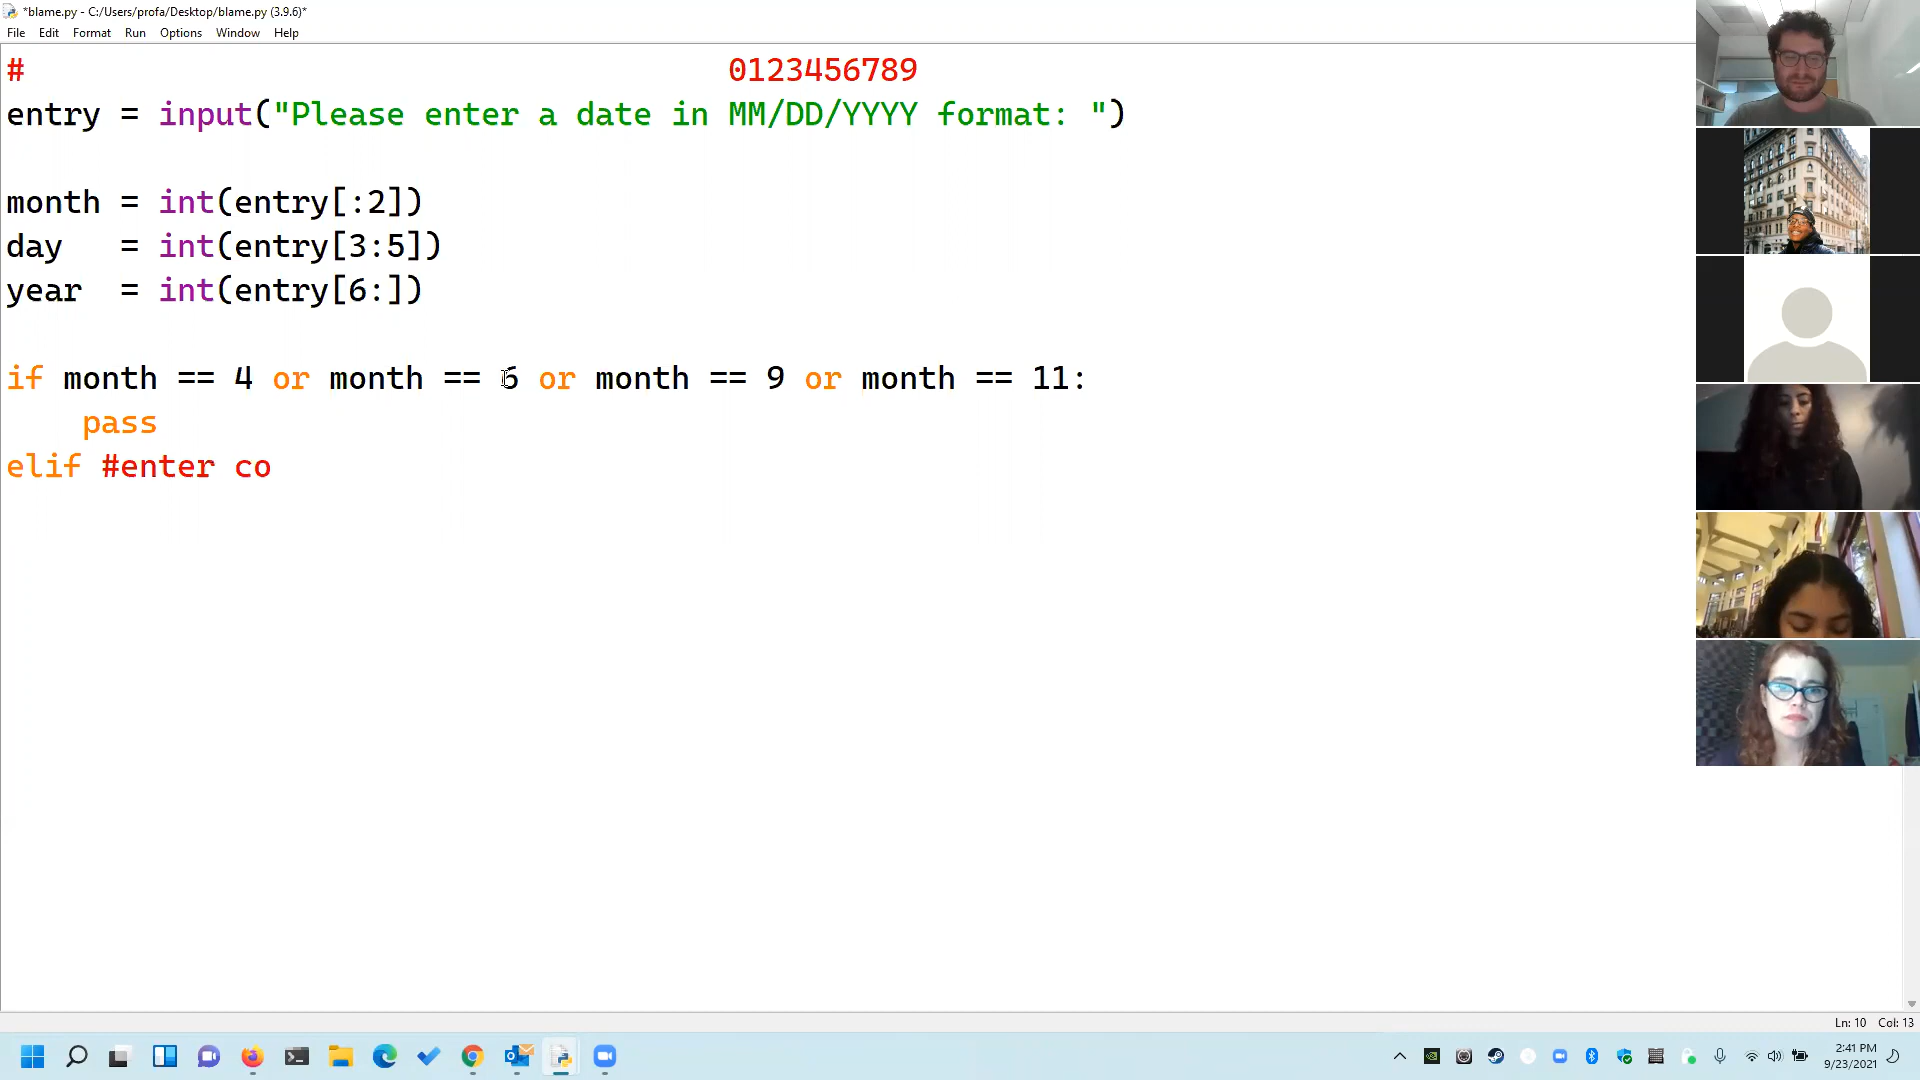 *blame.py - C:/Users/profa/Desktop/blame.py (3.9.6)*
File Edit Format Run Options Window Help
# 0123456789
entry = input("Please enter a date in MM/DD/YYYY format: ")
month = int(entry[:2])
day   = int(entry[3:5])
year  = int(entry[6:])
if month == 4 or month == 6 or month == 9 or month == 11:
    pass
elif #enter co
Ln: 10 Col: 13
2:41 PM
9/23/2021